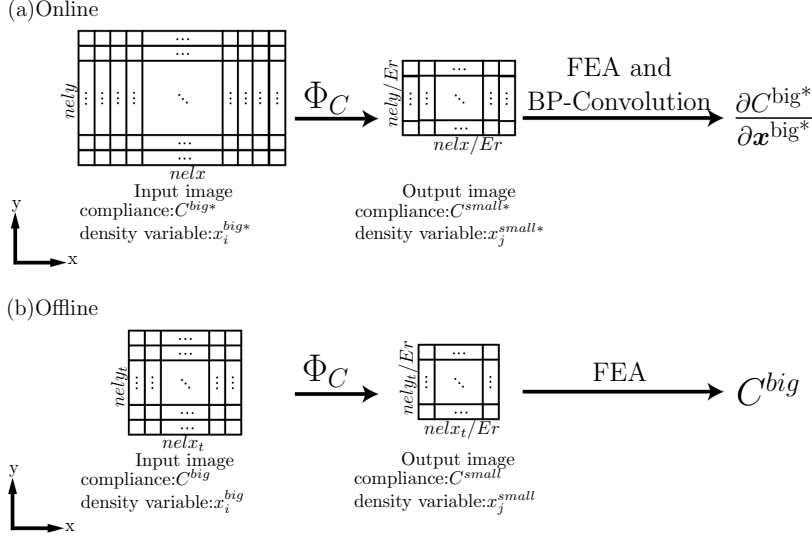 (a)Online
nely
nelx
Φ_C
nely/Er
nelx/Er
FEA and
BP-Convolution
∂C^{big*}
∂x^{big*}
Input image
compliance:C^{big*}
density variable:x_i^{big*}
Output image
compliance:C^{small*}
density variable:x_j^{small*}
y
x
(b)Offline
nely_t
nelx_t
Φ_C
nely_t/Er
nelx_t/Er
FEA
C^{big}
Input image
compliance:C^{big}
density variable:x_i^{big}
Output image
compliance:C^{small}
density variable:x_j^{small}
y
x